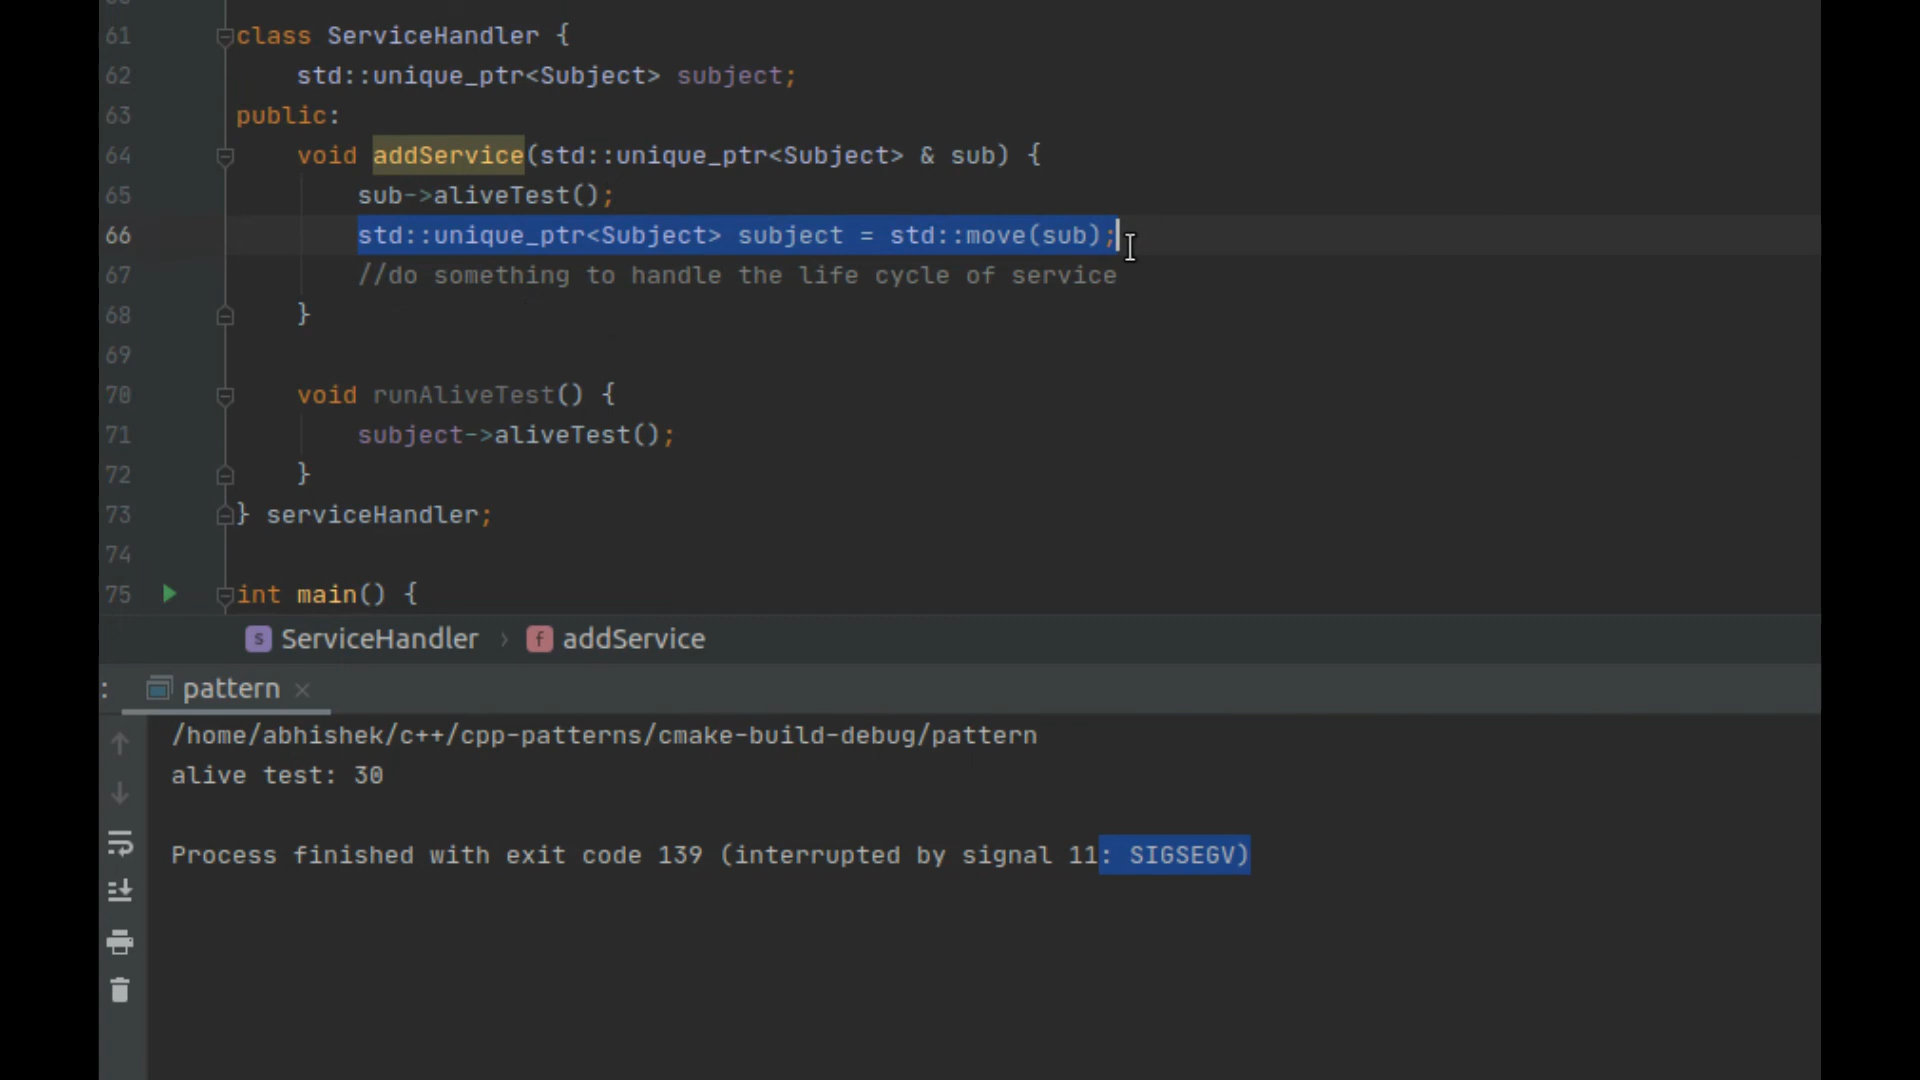 61 class ServiceHandler {
62 std::unique_ptr<Subject> subject;
63 public:
64 void addService(std::unique_ptr<Subject> & sub) {
65 sub->aliveTest();
66 std::unique_ptr<Subject> subject = std::move(sub);
67 //do something to handle the life cycle of service
68 }
69
70 void runAliveTest() {
71 subject->aliveTest();
72 }
73 } serviceHandler;
74
75 int main() {
s ServiceHandler › f addService
: pattern ×
/home/abhishek/c++/cpp-patterns/cmake-build-debug/pattern
alive test: 30
Process finished with exit code 139 (interrupted by signal 11: SIGSEGV)